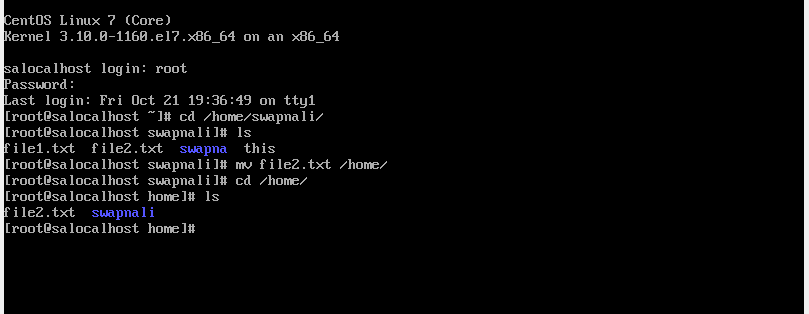 CentOS Linux 7 (Core)
Kernel 3.10.0-1160.el7.x86_64 on an x86_64
salocalhost login: root
Password:
Last login: Fri Oct 21 19:36:49 on tty1
[root@salocalhost ~]# cd /home/swapnali/
[root@salocalhost swapnali]# ls
file1.txt  file2.txt  swapna  this
[root@salocalhost swapnali]# mv file2.txt /home/
[root@salocalhost swapnali]# cd /home/
[root@salocalhost home]# ls
file2.txt  swapnali
[root@salocalhost home]#